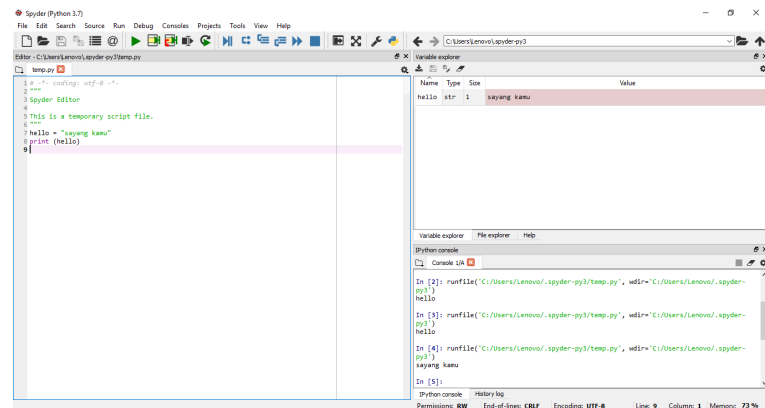 Spyder (Python 3.7)
File Edit Search Source Run Debug Consoles Projects Tools View Help
C:\Users\Lenovo\.spyder-py3
Editor - C:\Users\Lenovo\.spyder-py3\temp.py
temp.py
1 # -*- coding: utf-8 -*-
2 """
3 Spyder Editor
4
5 This is a temporary script file.
6 """
7 hello = "sayang kamu"
8 print (hello)
9
Variable explorer
Name Type Size Value
hello str 1 sayang kamu
Variable explorer File explorer Help
IPython console
Console 1/A
In [2]: runfile('C:/Users/Lenovo/.spyder-py3/temp.py', wdir='C:/Users/Lenovo/.spyder-
py3')
hello
In [3]: runfile('C:/Users/Lenovo/.spyder-py3/temp.py', wdir='C:/Users/Lenovo/.spyder-
py3')
hello
In [4]: runfile('C:/Users/Lenovo/.spyder-py3/temp.py', wdir='C:/Users/Lenovo/.spyder-
py3')
sayang kamu
In [5]:
IPython console History log
Permissions: RW End-of-lines: CRLF Encoding: UTF-8 Line: 9 Column: 1 Memory: 73 %